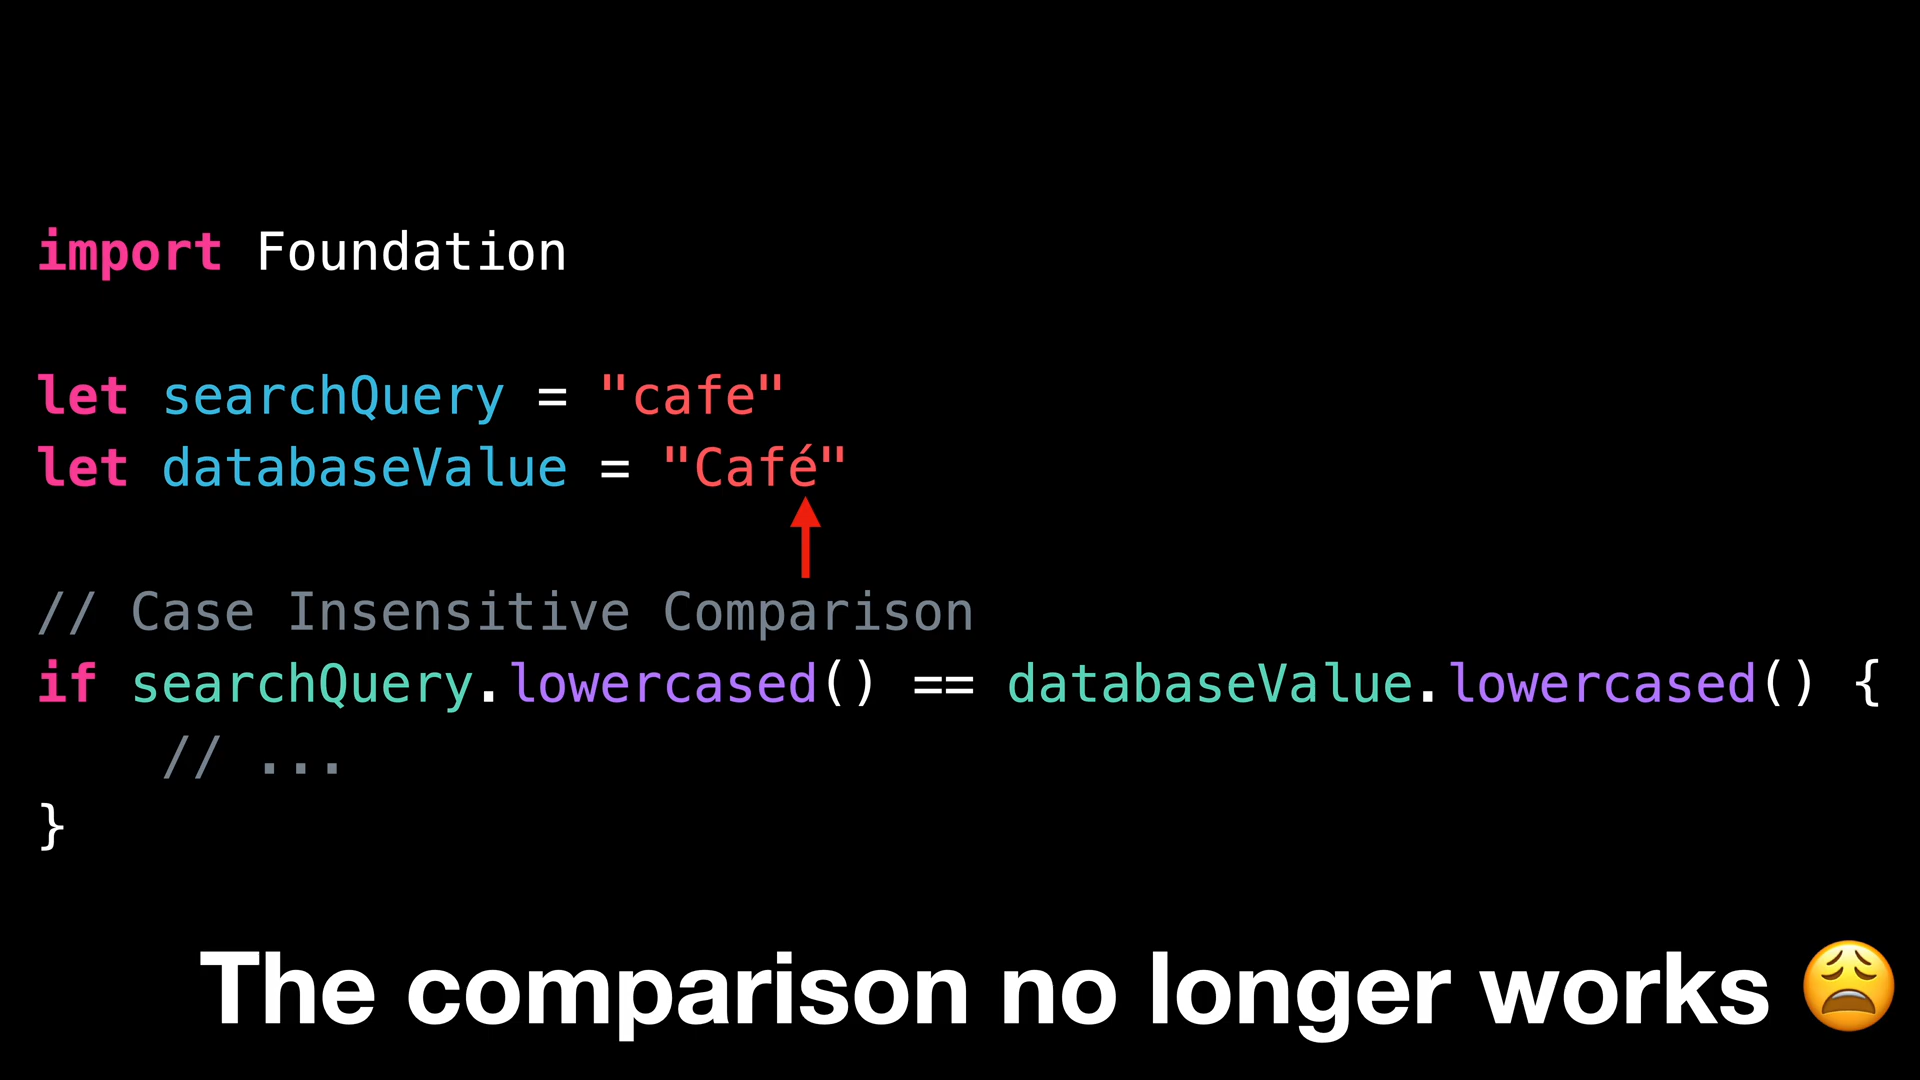 import Foundation
let searchQuery = "cafe"
let databaseValue = "Café"
// Case Insensitive Comparison
if searchQuery.lowercased() == databaseValue.lowercased() {
// ...
}
The comparison no longer works 😩